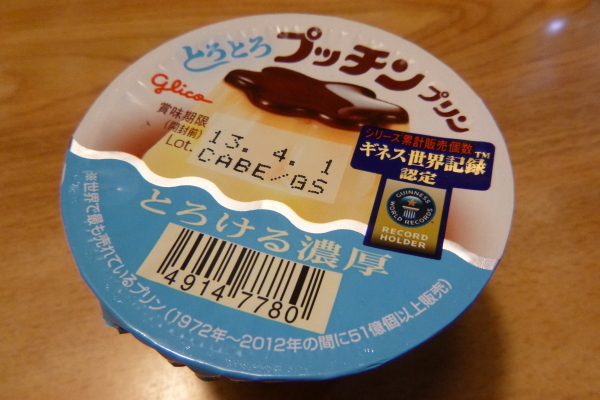 とろとろ
プッチンプリン
glico
賞味期限
(開封前)
Lot.
13. 4. 1
CABE/GS
シリーズ累計販売個数
ギネス世界記録™
認定
GUINNESS
WORLD RECORDS
RECORD
HOLDER
とろける濃厚
49147780
※世界で最も売れているプリン(1972年~2012年の間に51億個以上販売)